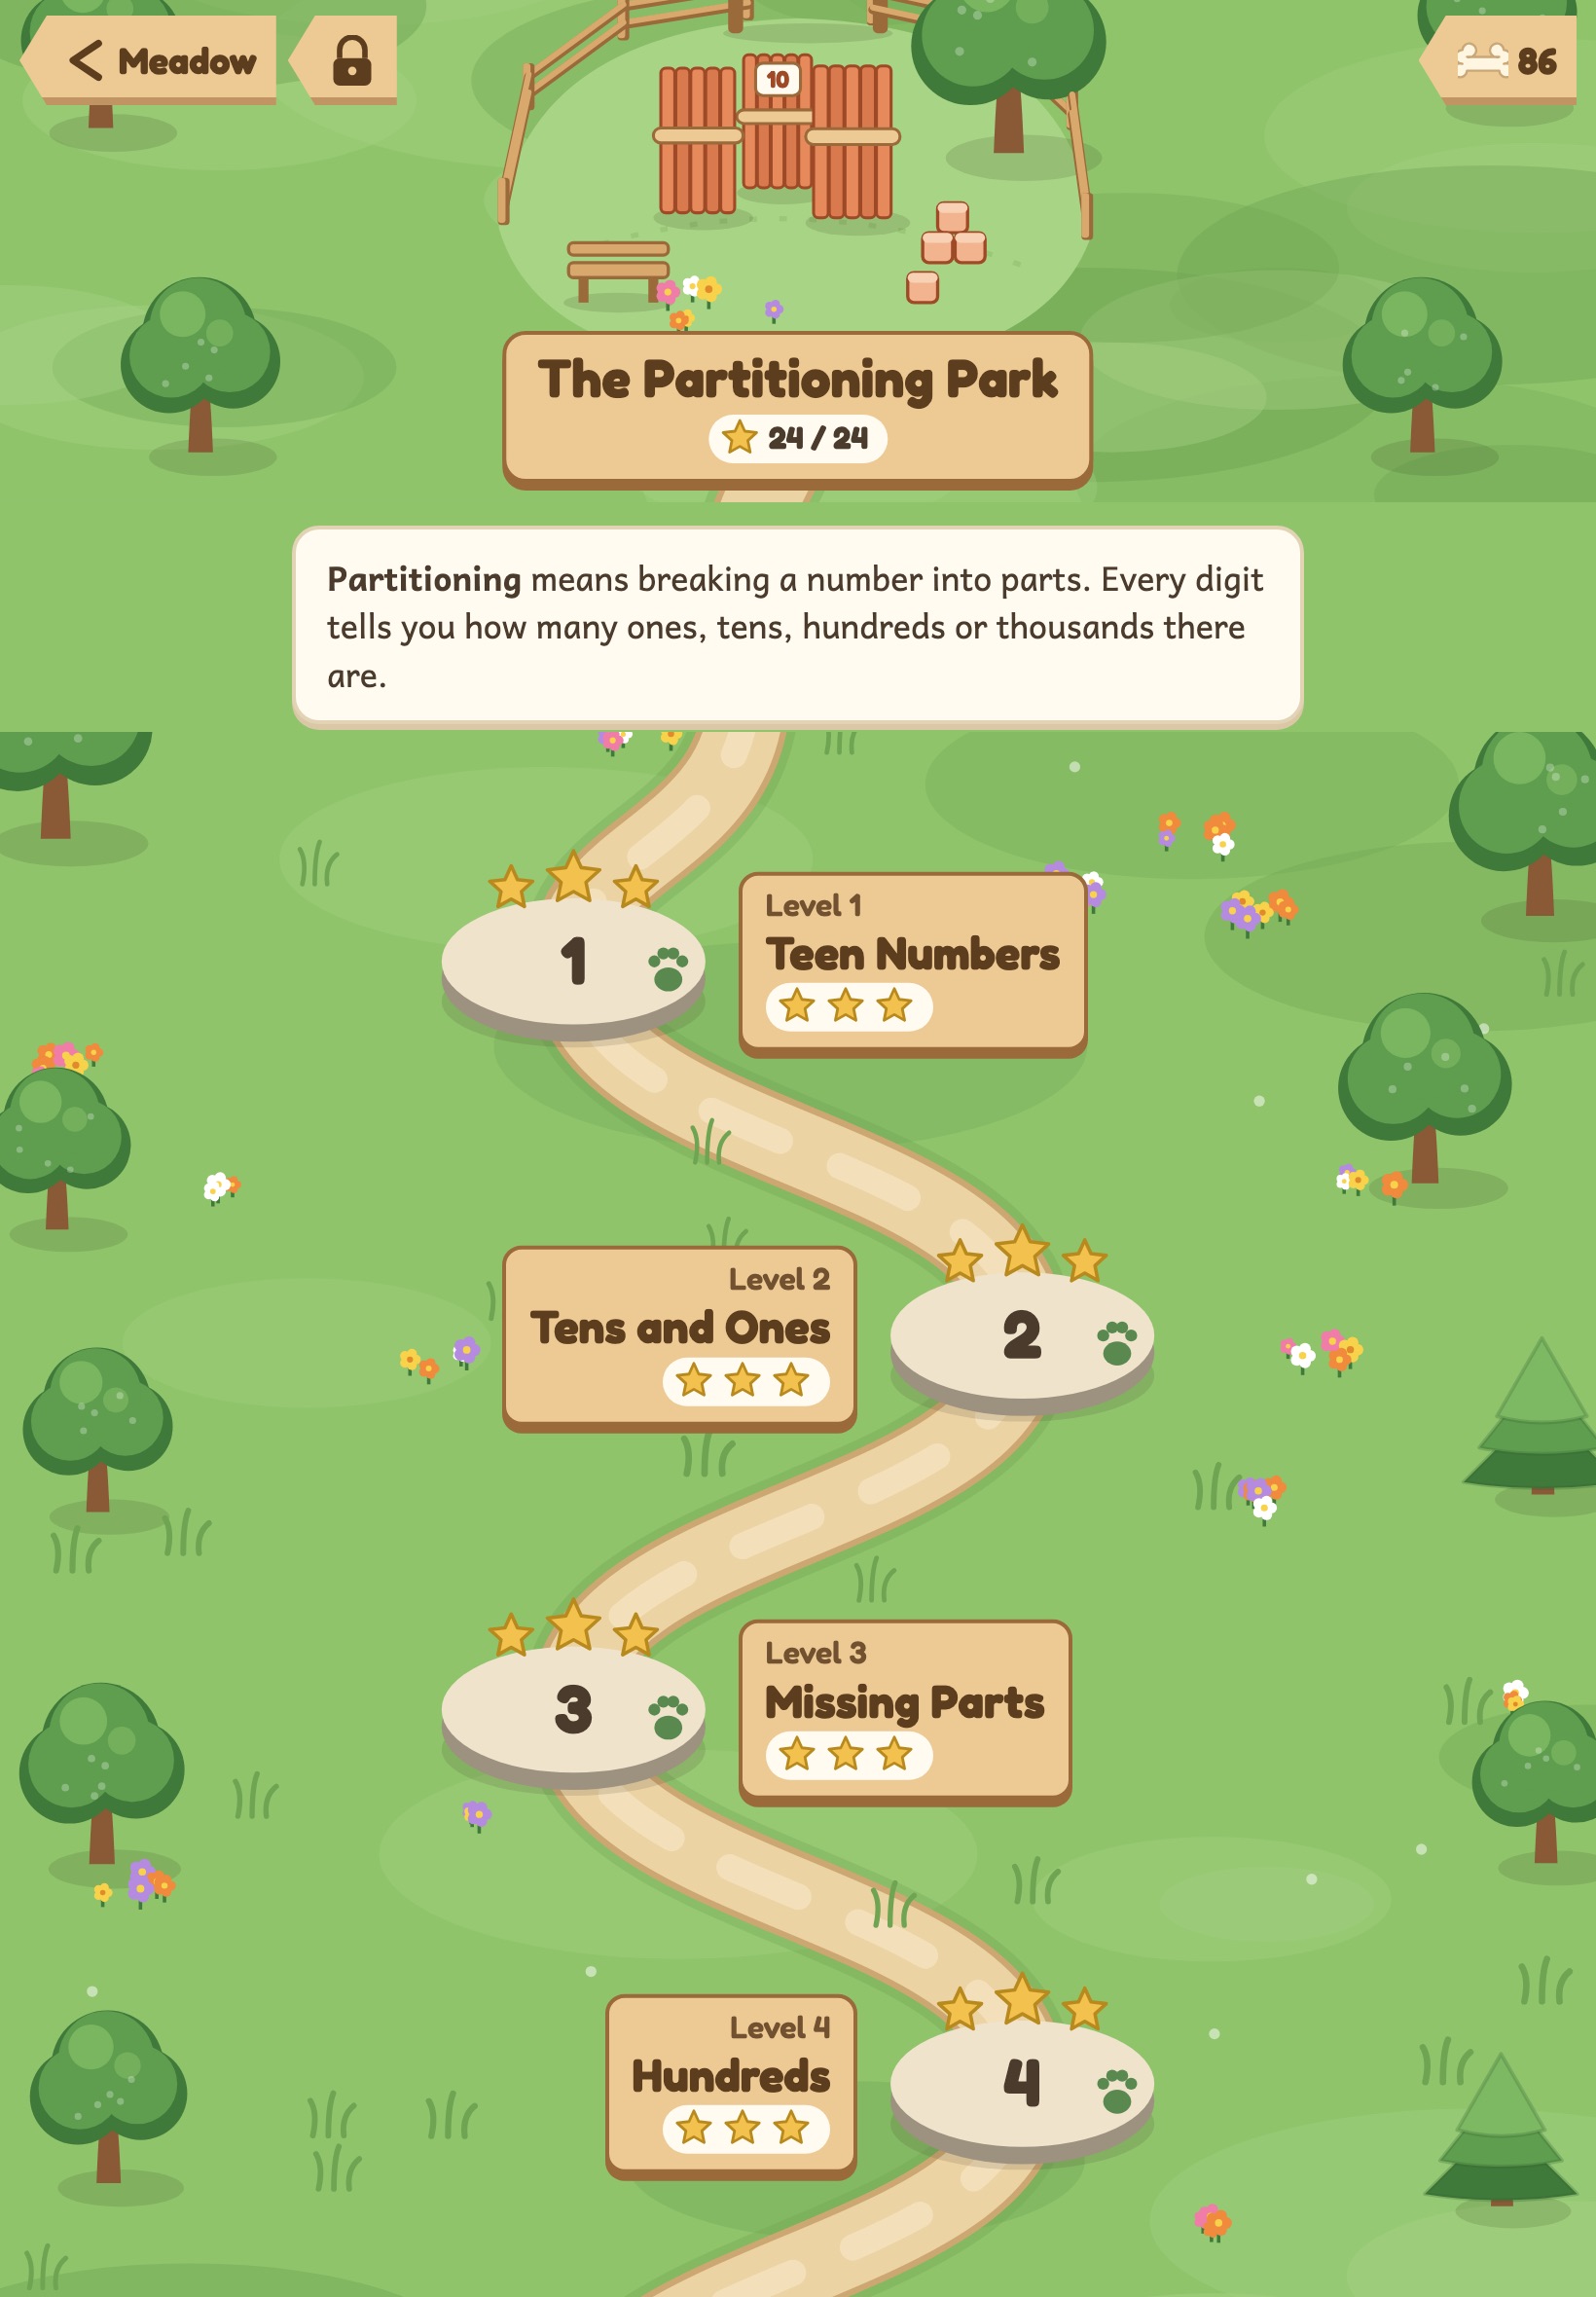 Meadow
86
10
The Partitioning Park
24 / 24
Partitioning means breaking a number into parts. Every digit
tells you how many ones, tens, hundreds or thousands there
are.
1
Level 1
Teen Numbers
Level 2
Tens and Ones
2
3
Level 3
Missing Parts
Level 4
Hundreds
4